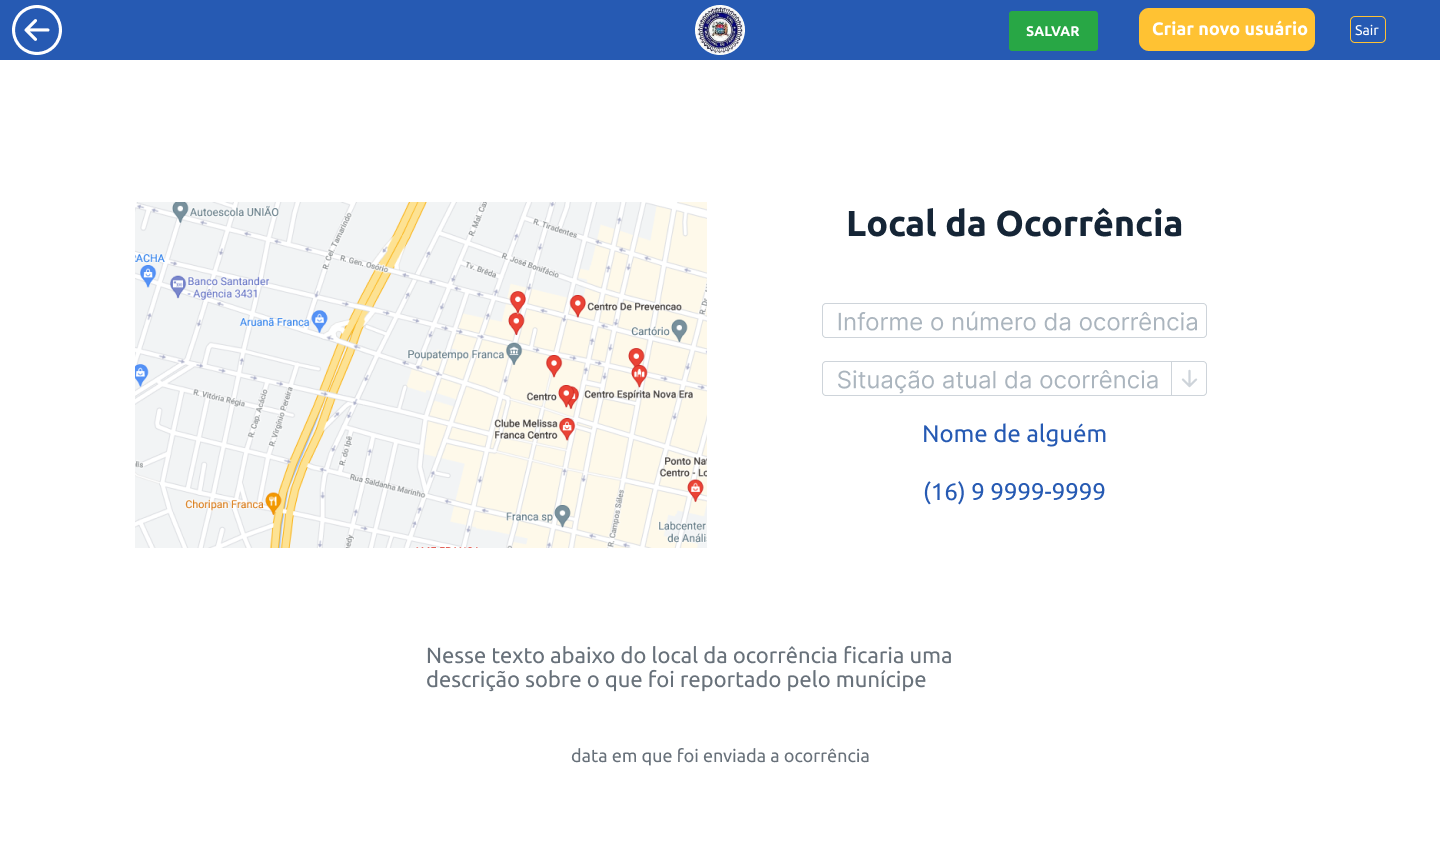 SALVAR
Criar novo usuário
Sair
Autoescola UNIÃO
R. Cel. Tamarindo
R. Mal. Ca
R. Tiradentes
R. Gen. Osório
Tv. Brêda
R. José Bonifácio
ACHA
Banco Santander
- Agência 3431
Aruanã Franca
Centro De Prevencao
Cartório
Poupatempo Franca
R. Vitória Régia
R. Cap. Acácio
R. Virgínio Pereira
Centro
Centro Espírita Nova Era
Clube Melissa
Franca Centro
R. do Ipê
Ponto Na
Centro - Lo
Rua Saldanha Marinho
Choripan Franca
Franca sp
R. Campos Sales
Labcenter
de Análi
Local da Ocorrência
Informe o número da ocorrência
Situação atual da ocorrência
Nome de alguém
(16) 9 9999-9999
Nesse texto abaixo do local da ocorrência ficaria uma
descrição sobre o que foi reportado pelo munícipe
data em que foi enviada a ocorrência